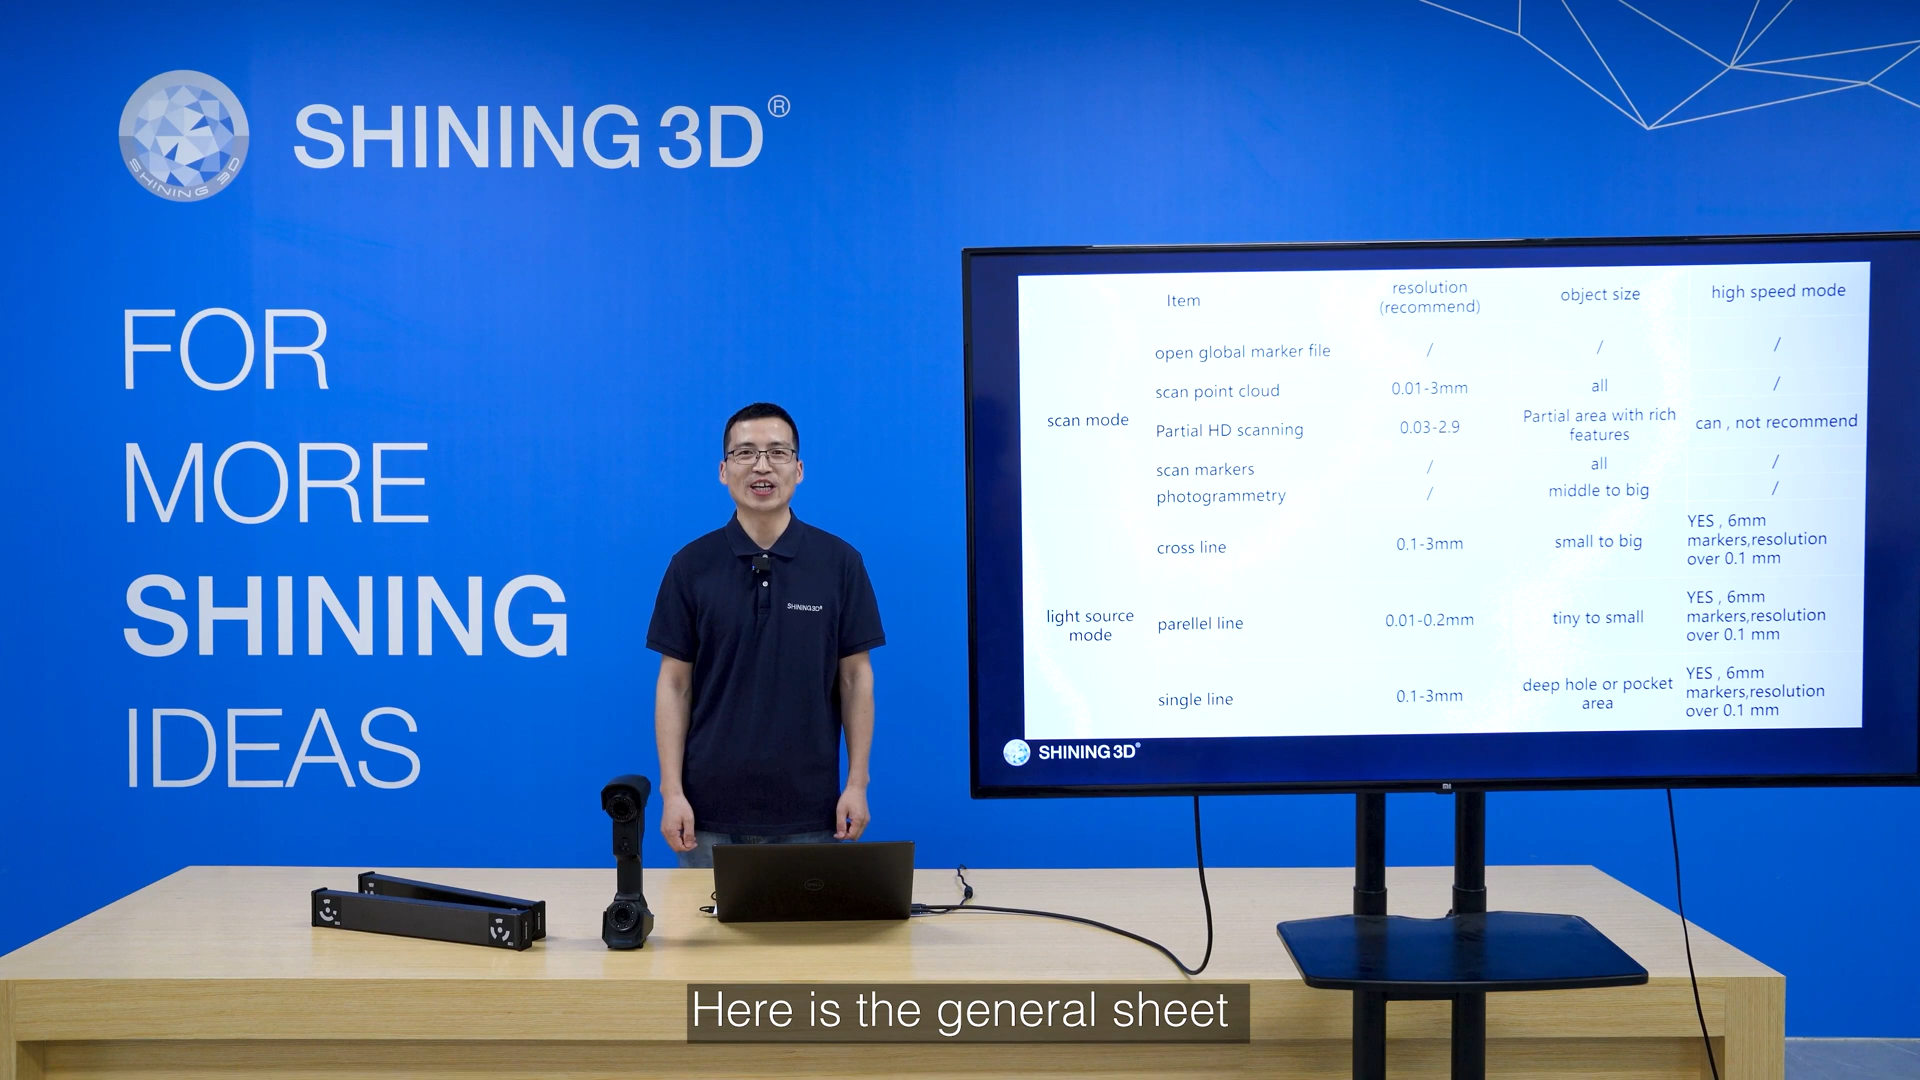 SHINING 3D®
SHINING 3D
FOR
MORE
SHINING
IDEAS
SHINING3D®
Item
resolution
(recommend)
object size
high speed mode
scan mode
open global marker file
/
/
/
scan point cloud
0.01-3mm
all
/
Partial HD scanning
0.03-2.9
Partial area with rich
features
can , not recommend
scan markers
/
all
/
photogrammetry
/
middle to big
/
light source
mode
cross line
0.1-3mm
small to big
YES , 6mm
markers,resolution
over 0.1 mm
parellel line
0.01-0.2mm
tiny to small
YES , 6mm
markers,resolution
over 0.1 mm
single line
0.1-3mm
deep hole or pocket
area
YES , 6mm
markers,resolution
over 0.1 mm
SHINING 3D®
mi
DELL
Here is the general sheet